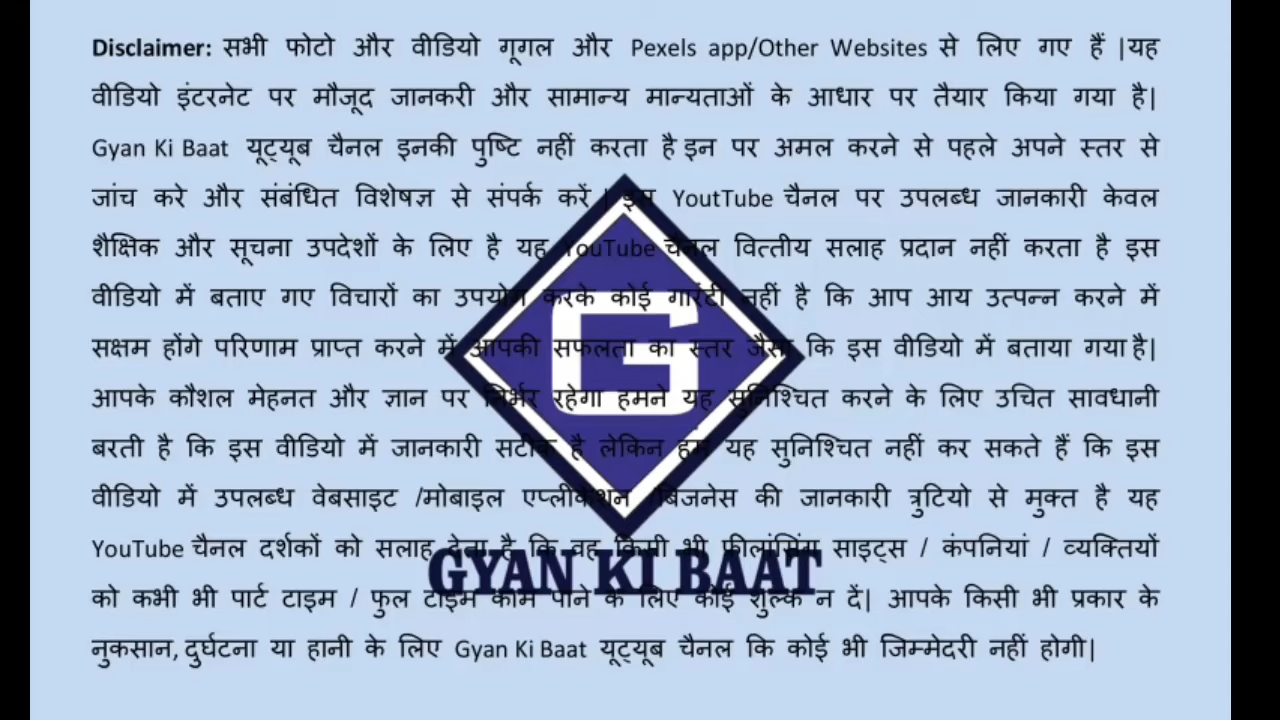 Disclaimer: सभी फोटो और वीडियो गूगल और Pexels app/Other Websites से लिए गए हैं |यह
वीडियो इंटरनेट पर मौजूद जानकरी और सामान्य मान्यताओं के आधार पर तैयार किया गया है|
Gyan Ki Baat यूट्यूब चैनल इनकी पुष्टि नहीं करता है इन पर अमल करने से पहले अपने स्तर से
जांच करे और संबंधित विशेषज्ञ से संपर्क करें | इस YoutTube चैनल पर उपलब्ध जानकारी केवल
शैक्षिक और सूचना उपदेशों के लिए है यह YouTube चैनल वित्तीय सलाह प्रदान नहीं करता है इस
वीडियो में बताए गए विचारों का उपयोग करके कोई गारंटी नहीं है कि आप आय उत्पन्न करने में
सक्षम होंगे परिणाम प्राप्त करने में आपकी सफलता का स्तर जैसा कि इस वीडियो में बताया गया है|
आपके कौशल मेहनत और ज्ञान पर निर्भर रहेगा हमने यह सुनिश्चित करने के लिए उचित सावधानी
बरती है कि इस वीडियो में जानकारी सटीक है लेकिन हम यह सुनिश्चित नहीं कर सकते हैं कि इस
वीडियो में उपलब्ध वेबसाइट /मोबाइल एप्लीकेशन /बिजनेस की जानकारी त्रुटियो से मुक्त है यह
YouTube चैनल दर्शकों को सलाह देता है कि वह किसी भी फ्रीलांसिंग साइट्स / कंपनियां / व्यक्तियों
को कभी भी पार्ट टाइम / फुल टाइम काम पाने के लिए कोई शुल्क न दें| आपके किसी भी प्रकार के
नुकसान, दुर्घटना या हानी के लिए Gyan Ki Baat यूट्यूब चैनल कि कोई भी जिम्मेदरी नहीं होगी|
G
GYAN KI BAAT